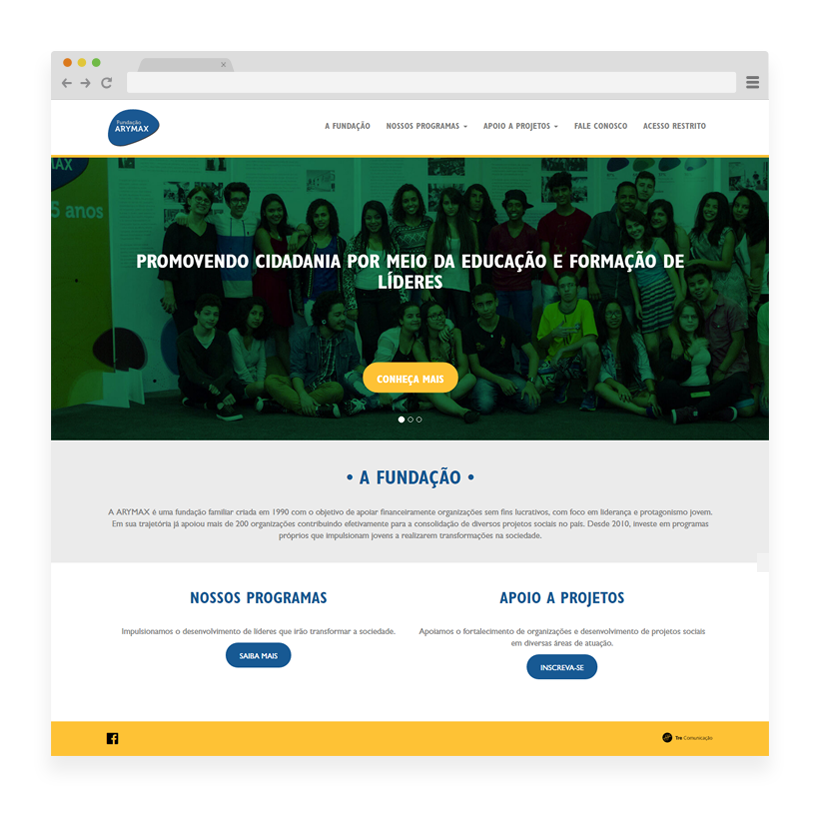 Fundação
ARYMAX
A FUNDAÇÃO
NOSSOS PROGRAMAS
APOIO A PROJETOS
FALE CONOSCO
ACESSO RESTRITO
AX
5 anos
PROMOVENDO CIDADANIA POR MEIO DA EDUCAÇÃO E FORMAÇÃO DE
LÍDERES
CONHEÇA MAIS
• A FUNDAÇÃO •
A ARYMAX é uma fundação familiar criada em 1990 com o objetivo de apoiar financeiramente organizações sem fins lucrativos, com foco em liderança e protagonismo jovem.
Em sua trajetória já apoiou mais de 200 organizações contribuindo efetivamente para a consolidação de diversos projetos sociais no país. Desde 2010, investe em programas
próprios que impulsionam jovens a realizarem transformações na sociedade.
NOSSOS PROGRAMAS
Impulsionamos o desenvolvimento de líderes que irão transformar a sociedade.
SAIBA MAIS
APOIO A PROJETOS
Apoiamos o fortalecimento de organizações e desenvolvimento de projetos sociais
em diversas áreas de atuação.
INSCREVA-SE
Tre Comunicação